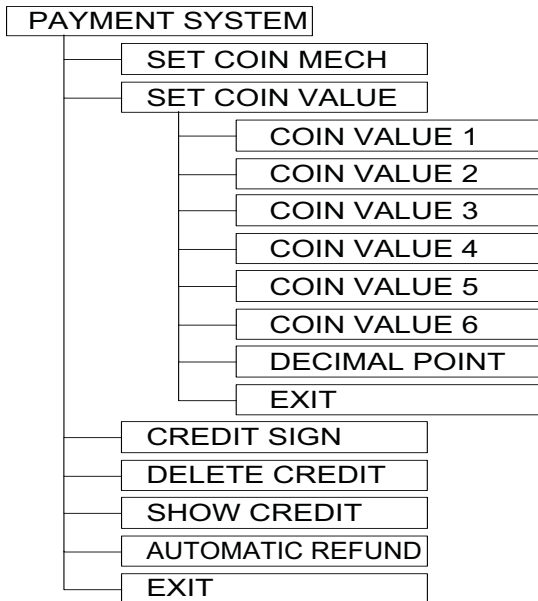 PAYMENT SYSTEM
SET COIN MECH
SET COIN VALUE
COIN VALUE 1
COIN VALUE 2
COIN VALUE 3
COIN VALUE 4
COIN VALUE 5
COIN VALUE 6
DECIMAL POINT
EXIT
CREDIT SIGN
DELETE CREDIT
SHOW CREDIT
AUTOMATIC REFUND
EXIT